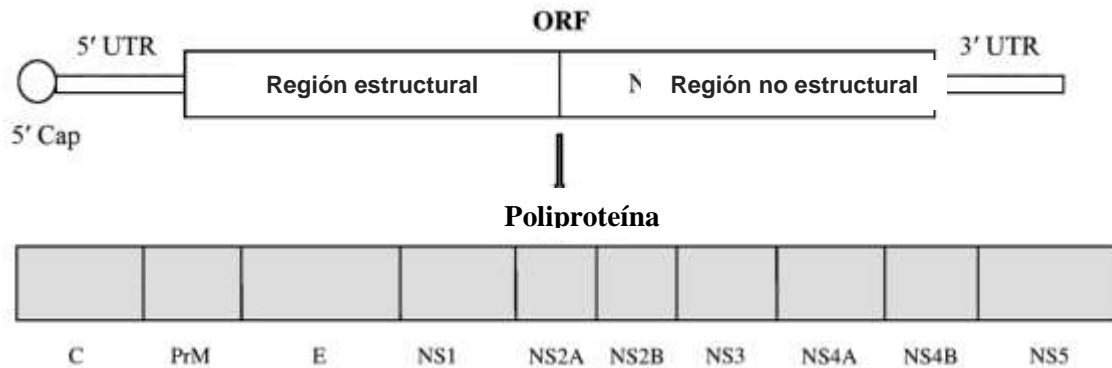 ORF
5′ UTR
3′ UTR
Región estructural
N Región no estructural
5′ Cap
Poliproteína
C PrM E NS1 NS2A NS2B NS3 NS4A NS4B NS5